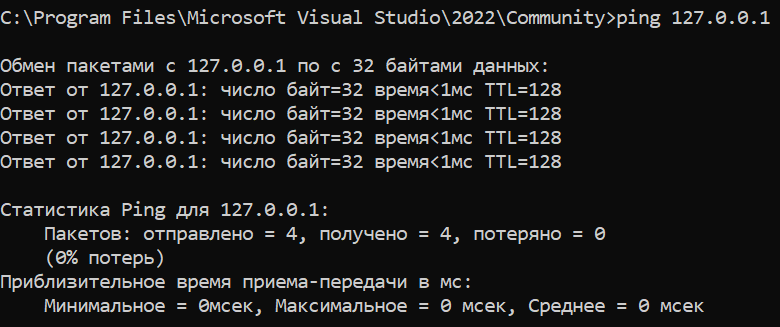 C:\Program Files\Microsoft Visual Studio\2022\Community>ping 127.0.0.1
Обмен пакетами с 127.0.0.1 по с 32 байтами данных:
Ответ от 127.0.0.1: число байт=32 время<1мс TTL=128
Ответ от 127.0.0.1: число байт=32 время<1мс TTL=128
Ответ от 127.0.0.1: число байт=32 время<1мс TTL=128
Ответ от 127.0.0.1: число байт=32 время<1мс TTL=128
Статистика Ping для 127.0.0.1:
Пакетов: отправлено = 4, получено = 4, потеряно = 0
(0% потерь)
Приблизительное время приема-передачи в мс:
Минимальное = 0мсек, Максимальное = 0 мсек, Среднее = 0 мсек